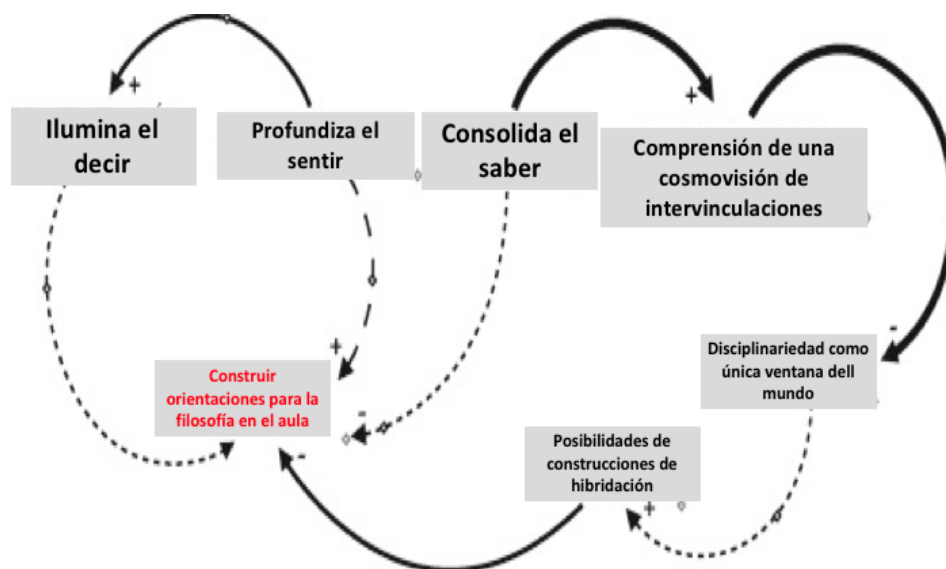 Ilumina el
decir
Profundiza el
sentir
Consolida el
saber
Comprensión de una
cosmovisión de
intervinculaciones
Construir
orientaciones para la
filosofía en el aula
Disciplinariedad como
única ventana dell
mundo
Posibilidades de
construcciones de
hibridación
+
+
+
-
-
-
+